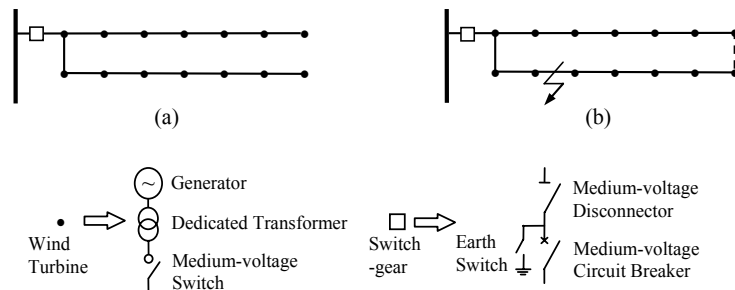 (a)
(b)
Generator
Dedicated Transformer
Medium-voltage
Switch
Wind
Turbine
Switch
-gear
Earth
Switch
Medium-voltage
Disconnector
Medium-voltage
Circuit Breaker